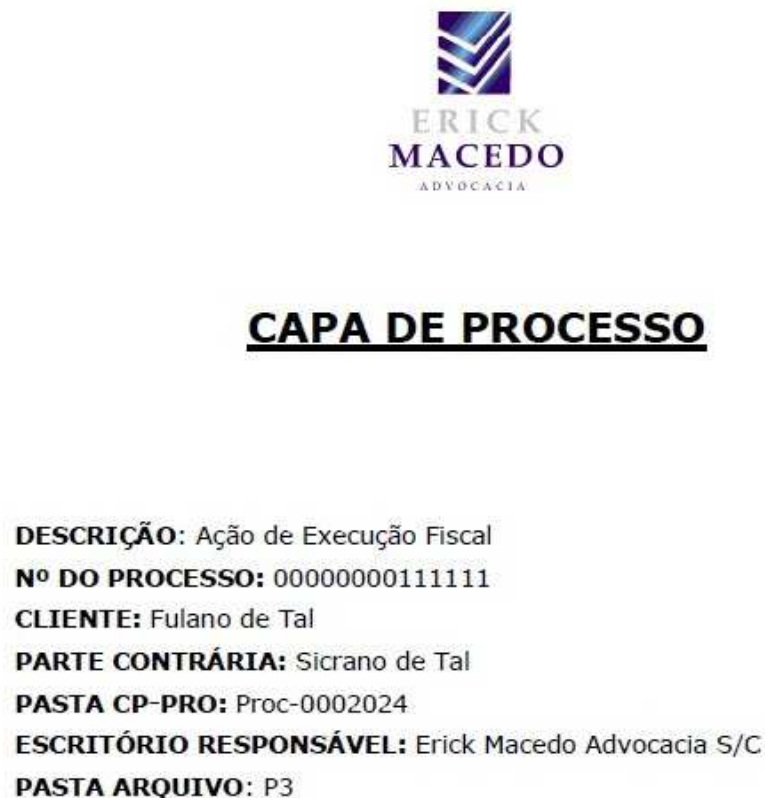 ERICK
MACEDO
ADVOCACIA
CAPA DE PROCESSO
DESCRIÇÃO: Ação de Execução Fiscal
Nº DO PROCESSO: 00000000111111
CLIENTE: Fulano de Tal
PARTE CONTRÁRIA: Sicrano de Tal
PASTA CP-PRO: Proc-0002024
ESCRITÓRIO RESPONSÁVEL: Erick Macedo Advocacia S/C
PASTA ARQUIVO: P3